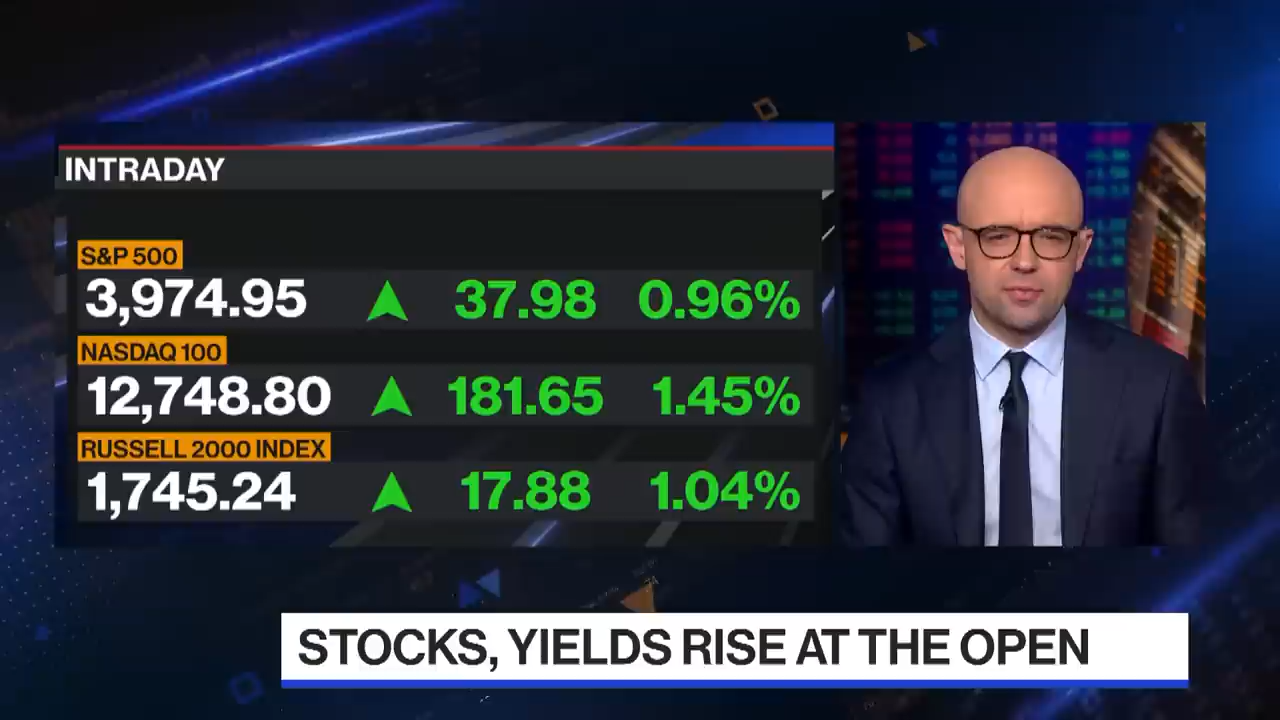 INTRADAY
S&P 500
3,974.95 ▲ 37.98 0.96%
NASDAQ 100
12,748.80 ▲ 181.65 1.45%
RUSSELL 2000 INDEX
1,745.24 ▲ 17.88 1.04%
STOCKS, YIELDS RISE AT THE OPEN